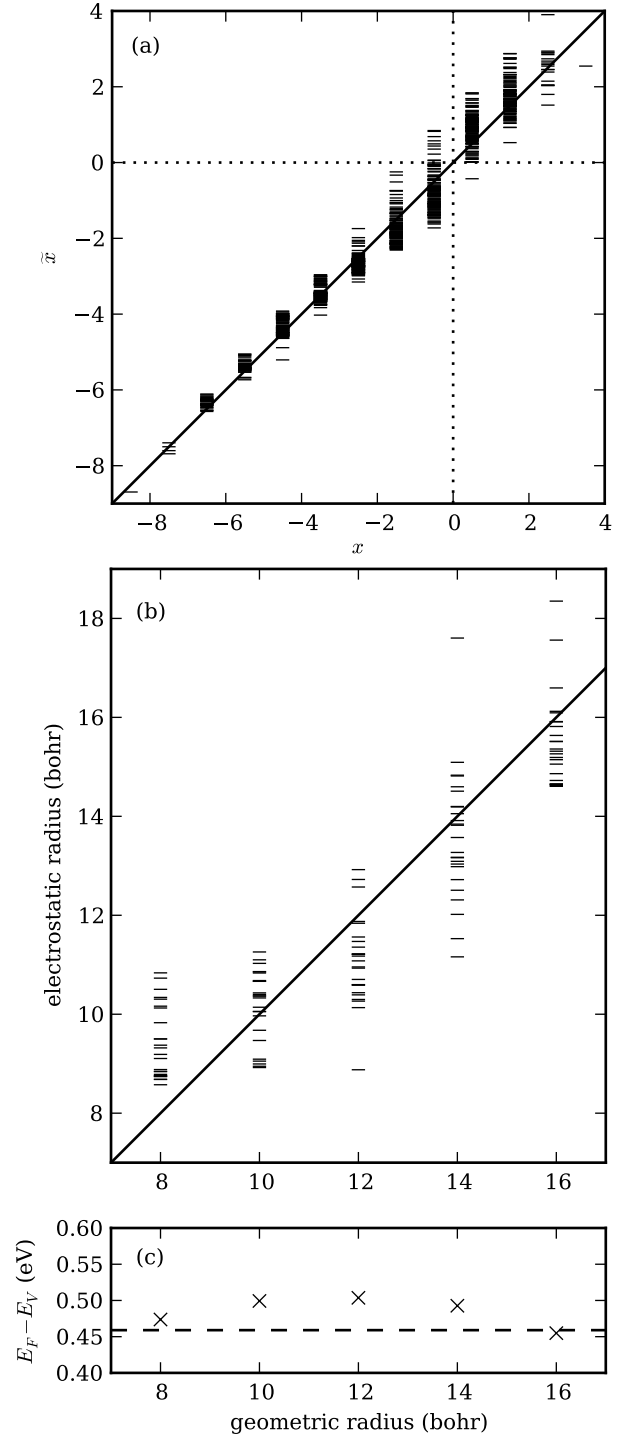 4
(a)
2
0
−2
−4
−6
−8
x̃
−8 −6 −4 −2 0 2 4
x
18
(b)
16
14
12
10
8
electrostatic radius (bohr)
8 10 12 14 16
0.60
(c)
0.55
0.50
0.45
0.40
E_F−E_V (eV)
8 10 12 14 16
geometric radius (bohr)